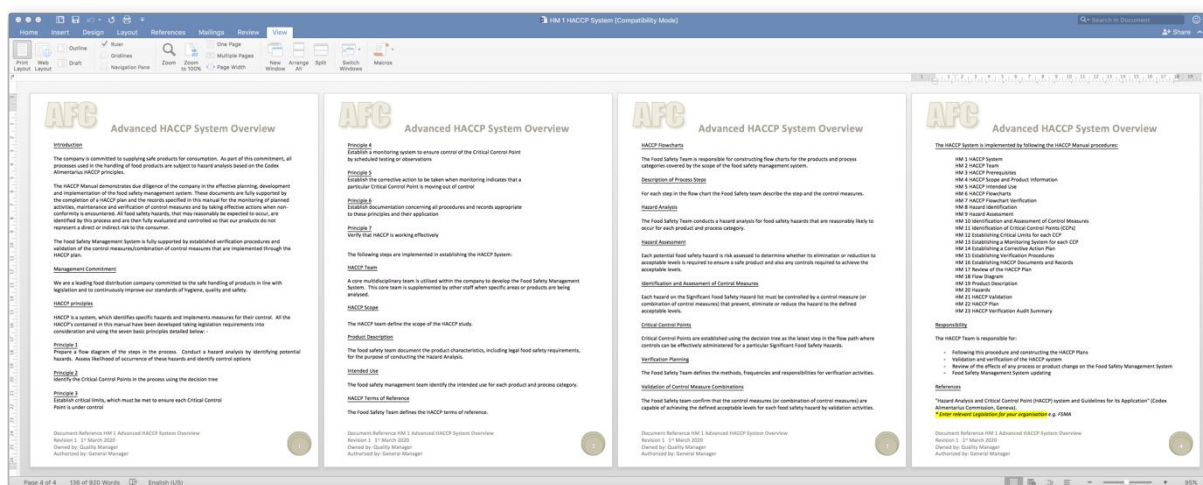 HM 1 HACCP System [Compatibility Mode]
Search in Document
Home Insert Design Layout References Mailings Review View
Share
Print Layout
Web Layout
Outline
Draft
Ruler
Gridlines
Navigation Pane
Zoom
Zoom to 100%
One Page
Multiple Pages
Page Width
New Window
Arrange All
Split
Switch Windows
Macros
AFC
Advanced HACCP System Overview
Introduction
The company is committed to supplying safe products for consumption. As part of this commitment, all
processes used in the handling of food products are subject to hazard analysis based on the Codex
Alimentarius HACCP principles.
The HACCP Manual demonstrates due diligence of the company in the effective planning, development
and implementation of the food safety management system. These documents are fully supported by
the completion of a HACCP plan and the records specified in this manual for the monitoring of planned
activities, maintenance and verification of control measures and by taking effective actions when non-
conformity is encountered. All food safety hazards, that may reasonably be expected to occur, are
identified by this process and are then fully evaluated and controlled so that our products do not
represent a direct or indirect risk to the consumer.
The Food Safety Management System is fully supported by established verification procedures and
validation of the control measures/combination of control measures that are implemented through the
HACCP plan.
Management Commitment
We are a leading food distribution company committed to the safe handling of products in line with
legislation and to continuously improve our standards of hygiene, quality and safety.
HACCP principles
HACCP is a system, which identifies specific hazards and implements measures for their control. All the
HACCP's contained in this manual have been developed taking legislation requirements into
consideration and using the seven basic principles detailed below: -
Principle 1
Prepare a flow diagram of the steps in the process. Conduct a hazard analysis by identifying potential
hazards. Assess likelihood of occurrence of these hazards and identify control options
Principle 2
Identify the Critical Control Points in the process using the decision tree
Principle 3
Establish critical limits, which must be met to ensure each Critical Control
Point is under control
Document Reference HM 1 Advanced HACCP System Overview
Revision 1 1st March 2020
Owned by: Quality Manager
Authorized by: General Manager
1
AFC
Advanced HACCP System Overview
Principle 4
Establish a monitoring system to ensure control of the Critical Control Point
by scheduled testing or observations
Principle 5
Establish the corrective action to be taken when monitoring indicates that a
particular Critical Control Point is moving out of control
Principle 6
Establish documentation concerning all procedures and records appropriate
to these principles and their application
Principle 7
Verify that HACCP is working effectively
The following steps are implemented in establishing the HACCP System:
HACCP Team
A core multidisciplinary team is utilised within the company to develop the Food Safety Management
System. This core team is supplemented by other staff when specific areas or products are being
analysed.
HACCP Scope
The HACCP team define the scope of the HACCP study.
Product Description
The food safety team document the product characteristics, including legal food safety requirements,
for the purpose of conducting the Hazard Analysis.
Intended Use
The food safety management team identify the intended use for each product and process category.
HACCP Terms of Reference
The Food Safety Team defines the HACCP terms of reference.
Document Reference HM 1 Advanced HACCP System Overview
Revision 1 1st March 2020
Owned by: Quality Manager
Authorized by: General Manager
2
AFC
Advanced HACCP System Overview
HACCP Flowcharts
The Food Safety Team is responsible for constructing flow charts for the products and process
categories covered by the scope of the food safety management system.
Description of Process Steps
For each step in the flow chart the Food Safety team describe the step and the control measures.
Hazard Analysis
The Food Safety Team conducts a hazard analysis for food safety hazards that are reasonably likely to
occur for each product and process category.
Hazard Assessment
Each potential food safety hazard is risk assessed to determine whether its elimination or reduction to
acceptable levels is required to ensure a safe product and also any controls required to achieve the
acceptable levels.
Identification and Assessment of Control Measures
Each hazard on the Significant Food Safety Hazard list must be controlled by a control measure (or
combination of control measures) that prevent, eliminate or reduce the hazard to the defined
acceptable levels.
Critical Control Points
Critical Control Points are established using the decision tree as the latest step in the flow path where
controls can be effectively administered for a particular Significant Food Safety Hazards.
Verification Planning
The Food Safety Team defines the methods, frequencies and responsibilities for verification activities.
Validation of Control Measure Combinations
The Food Safety team confirm that the control measures (or combination of control measures) are
capable of achieving the defined acceptable levels for each food safety hazard by validation activities.
Document Reference HM 1 Advanced HACCP System Overview
Revision 1 1st March 2020
Owned by: Quality Manager
Authorized by: General Manager
3
AFC
Advanced HACCP System Overview
The HACCP System is implemented by following the HACCP Manual procedures:
HM 1 HACCP System
HM 2 HACCP Team
HM 3 HACCP Prerequisites
HM 4 HACCP Scope and Product Information
HM 5 HACCP Intended Use
HM 6 HACCP Flowcharts
HM 7 HACCP Flowchart Verification
HM 8 Hazard Identification
HM 9 Hazard Assessment
HM 10 Identification and Assessment of Control Measures
HM 11 Identification of Critical Control Points (CCPs)
HM 12 Establishing Critical Limits for each CCP
HM 13 Establishing a Monitoring System for each CCP
HM 14 Establishing a Corrective Action Plan
HM 15 Establishing Verification Procedures
HM 16 Establishing HACCP Documents and Records
HM 17 Review of the HACCP Plan
HM 18 Flow Diagram
HM 19 Product Description
HM 20 Hazards
HM 21 HACCP Validation
HM 22 HACCP Plan
HM 23 HACCP Verification Audit Summary
Responsibility
The HACCP Team is responsible for:
- Following this procedure and constructing the HACCP Plans
- Validation and verification of the HACCP system
- Review of the effects of any process or product change on the Food Safety Management System
- Food Safety Management System updating
References
"Hazard Analysis and Critical Control Point (HACCP) system and Guidelines for its Application" (Codex
Alimentarius Commission, Geneva).
* Enter relevant Legislation for your organisation e.g. FSMA
Document Reference HM 1 Advanced HACCP System Overview
Revision 1 1st March 2020
Owned by: Quality Manager
Authorized by: General Manager
4
Page 4 of 4 136 of 920 Words English (US)
95%